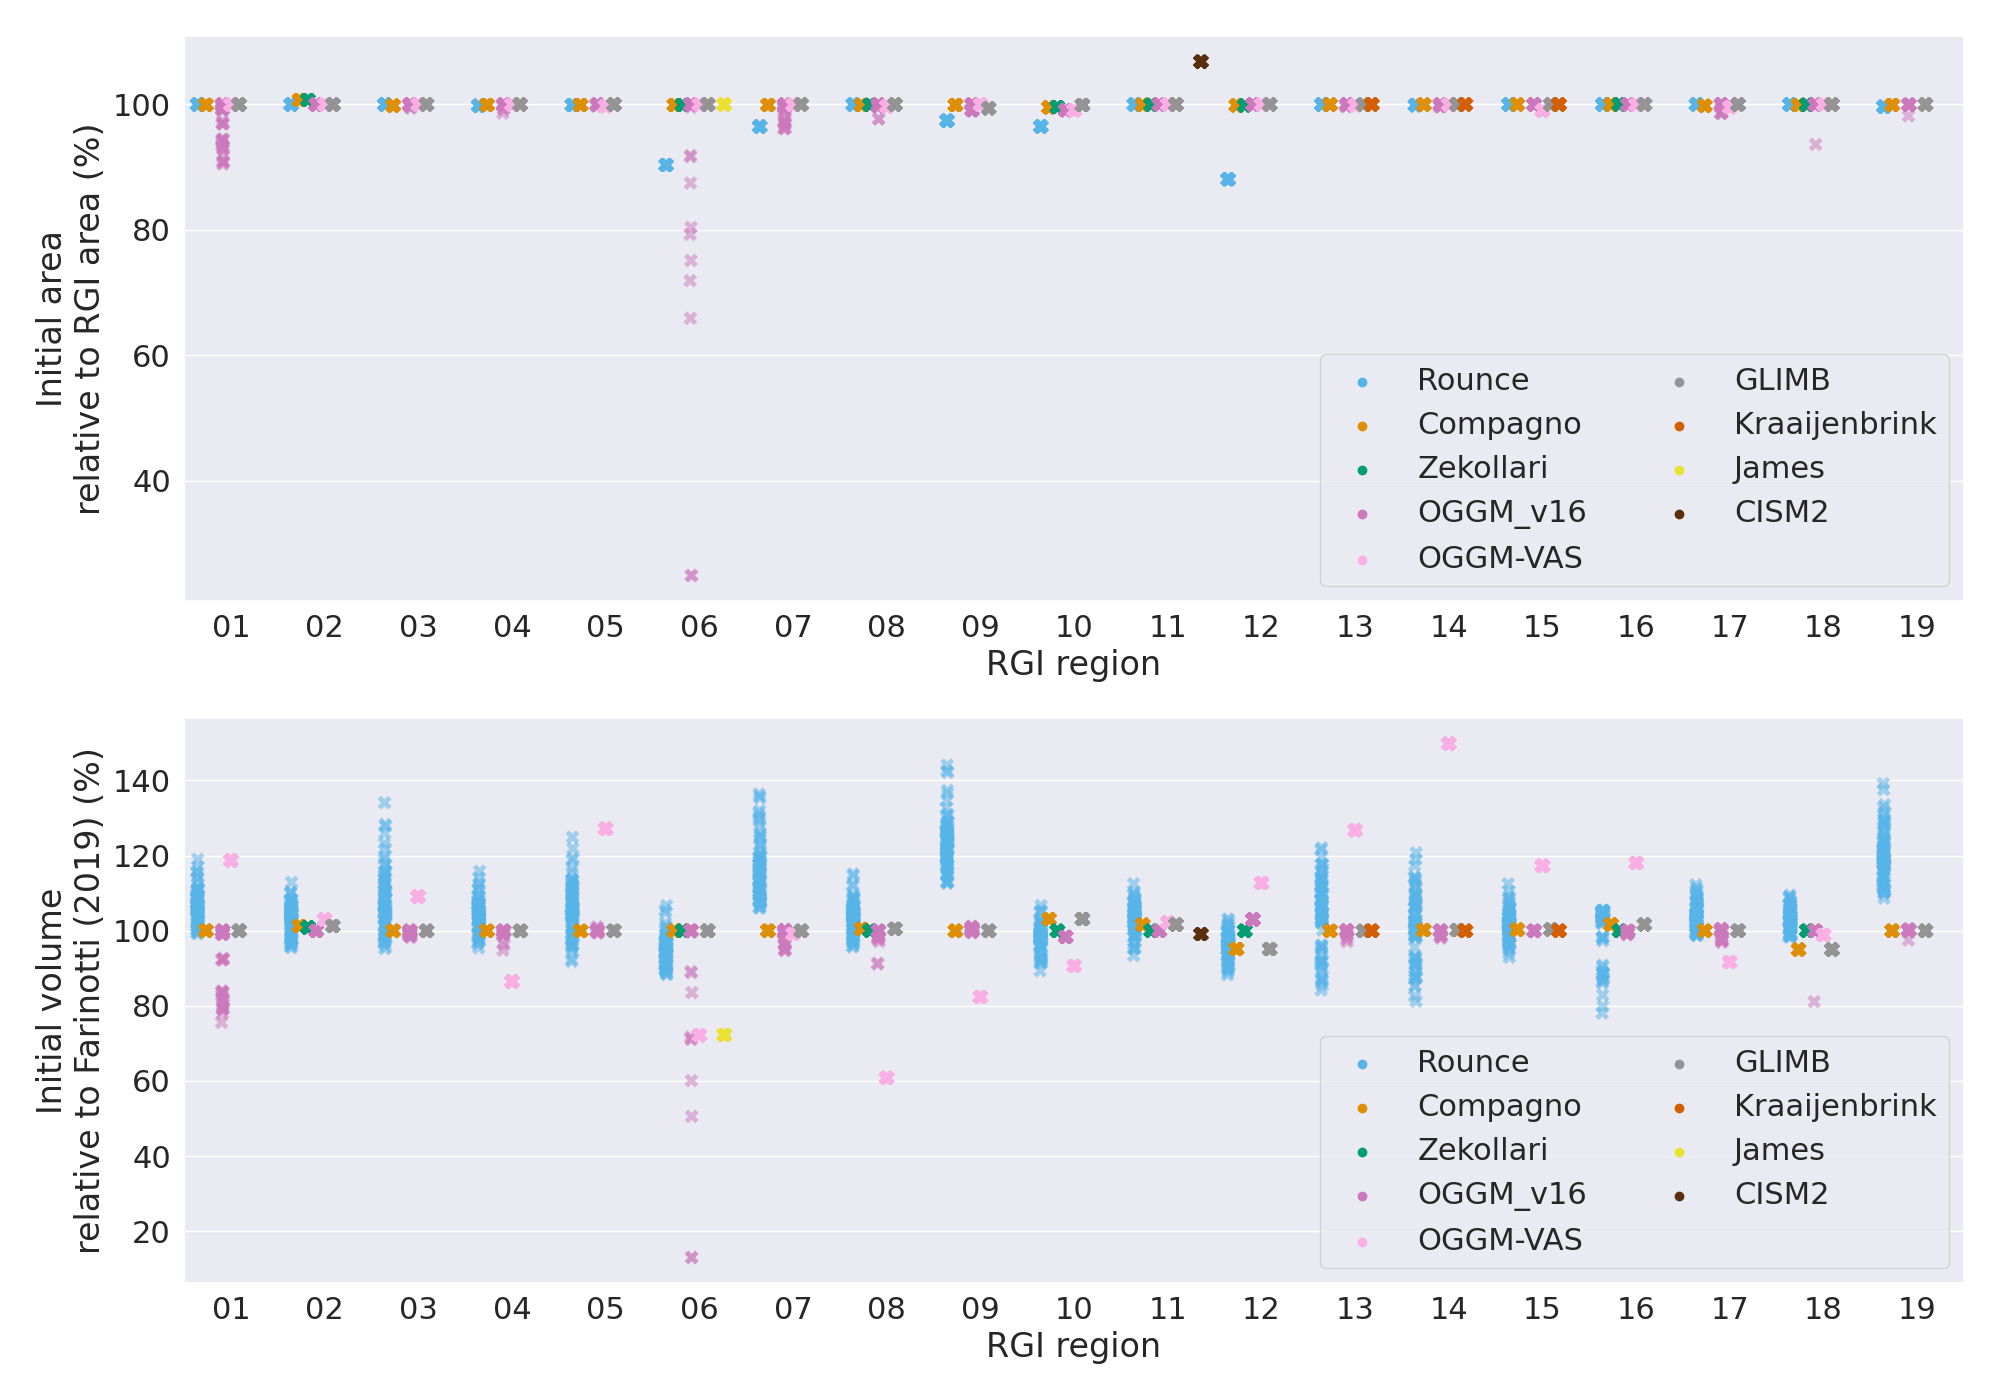 Initial area
relative to RGI area (%)
100
80
60
40
Rounce
Compagno
Zekollari
OGGM_v16
OGGM-VAS
GLIMB
Kraaijenbrink
James
CISM2
01 02 03 04 05 06 07 08 09 10 11 12 13 14 15 16 17 18 19
RGI region
Initial volume
relative to Farinotti (2019) (%)
140
120
100
80
60
40
20
Rounce
Compagno
Zekollari
OGGM_v16
OGGM-VAS
GLIMB
Kraaijenbrink
James
CISM2
01 02 03 04 05 06 07 08 09 10 11 12 13 14 15 16 17 18 19
RGI region